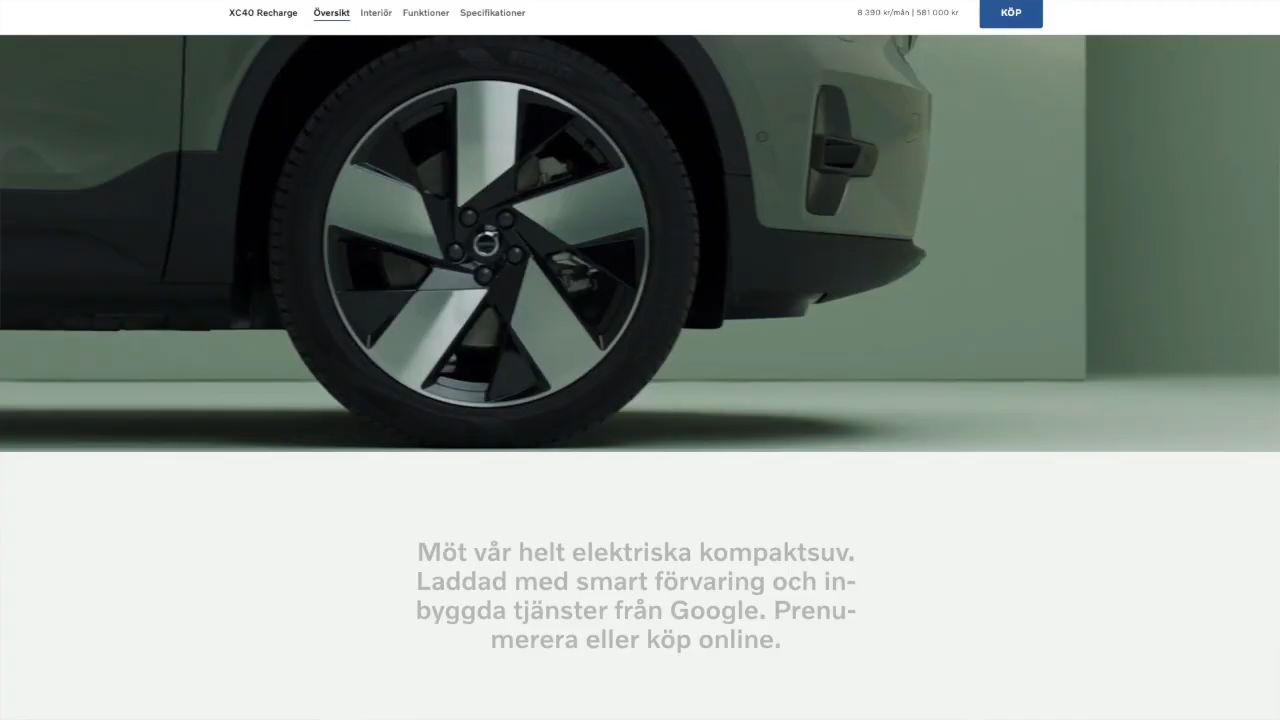 XC40 Recharge Översikt Interiör Funktioner Specifikationer 8 390 kr/mån | 581 000 kr KÖP
Möt vår helt elektriska kompaktsuv.
Laddad med smart förvaring och in-
byggda tjänster från Google. Prenu-
merera eller köp online.